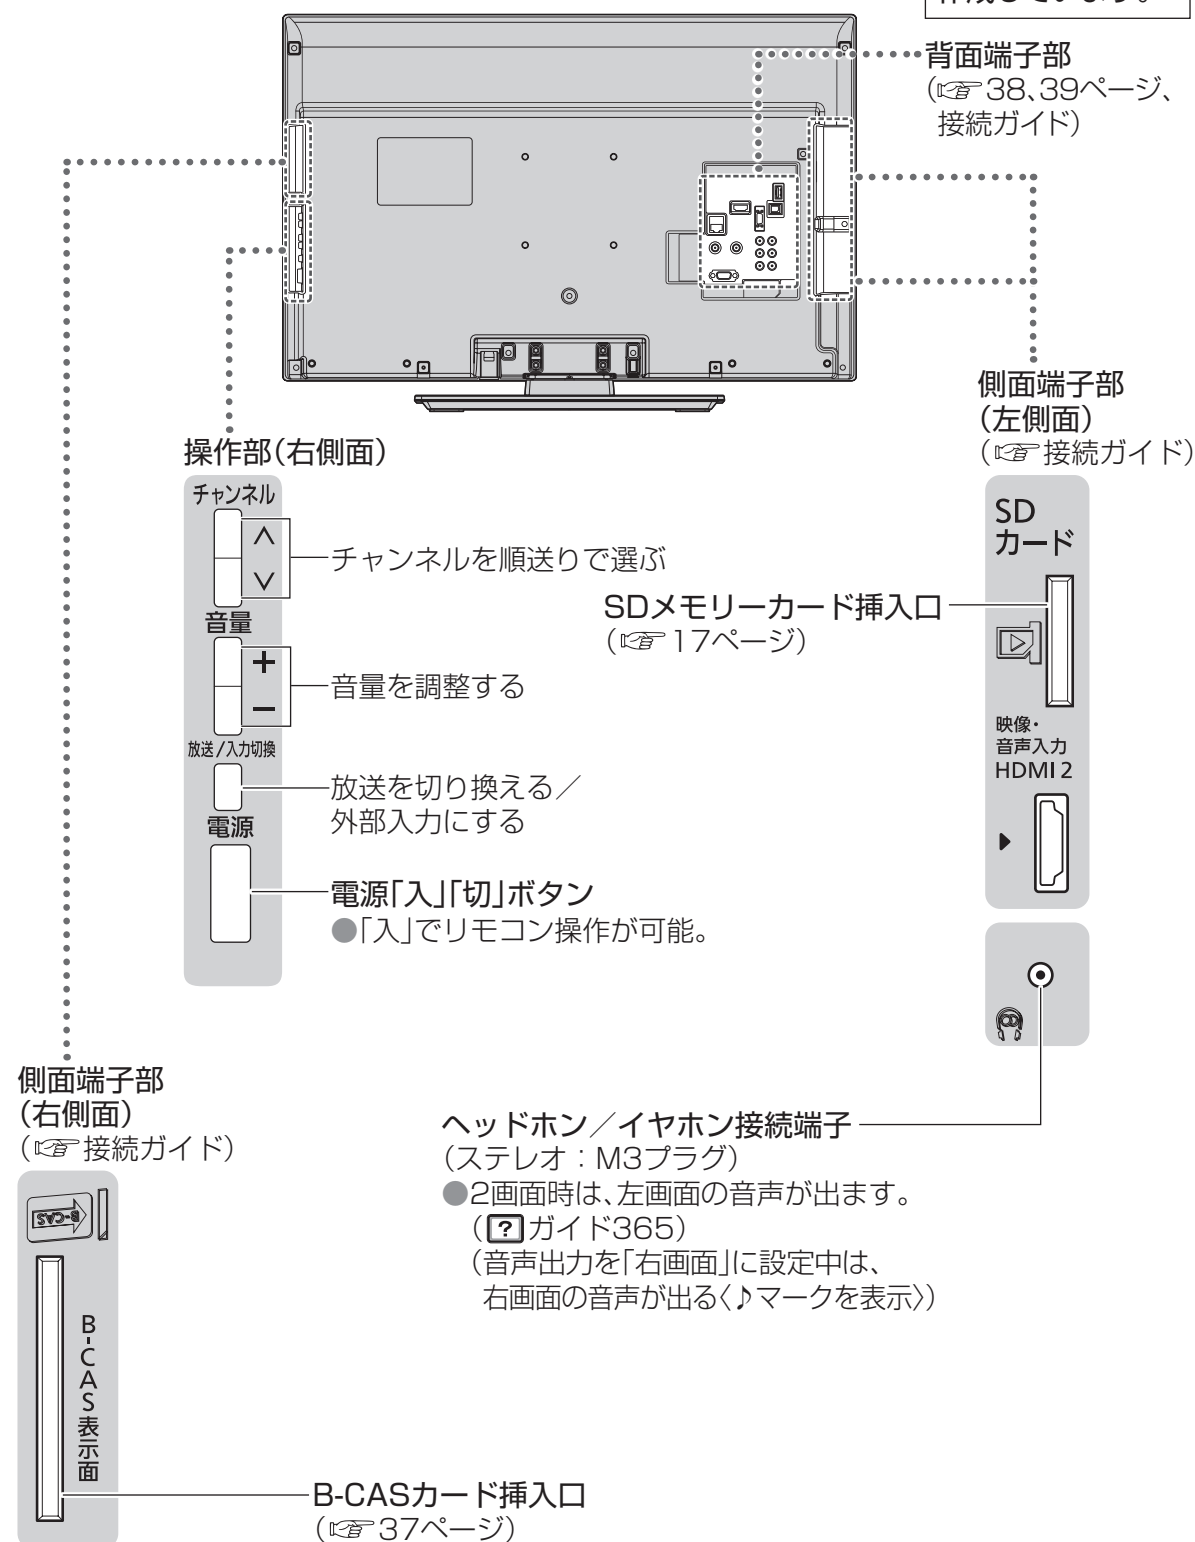 作成しています。
背面端子部
(☞38、39ページ、
接続ガイド)
側面端子部
(左側面)
(☞接続ガイド)
操作部(右側面)
チャンネル
∧
∨
チャンネルを順送りで選ぶ
音量
+
−
音量を調整する
放送/入力切換
放送を切り換える/
外部入力にする
電源
電源「入」「切」ボタン
●「入」でリモコン操作が可能。
SD
カード
SDメモリーカード挿入口
(☞17ページ)
映像・
音声入力
HDMI 2
ヘッドホン/イヤホン接続端子
(ステレオ:M3プラグ)
●2画面時は、左画面の音声が出ます。
(?ガイド365)
(音声出力を「右画面」に設定中は、
右画面の音声が出る〈♪マークを表示〉)
側面端子部
(右側面)
(☞接続ガイド)
B-CAS
B-CAS表示面
B-CASカード挿入口
(☞37ページ)